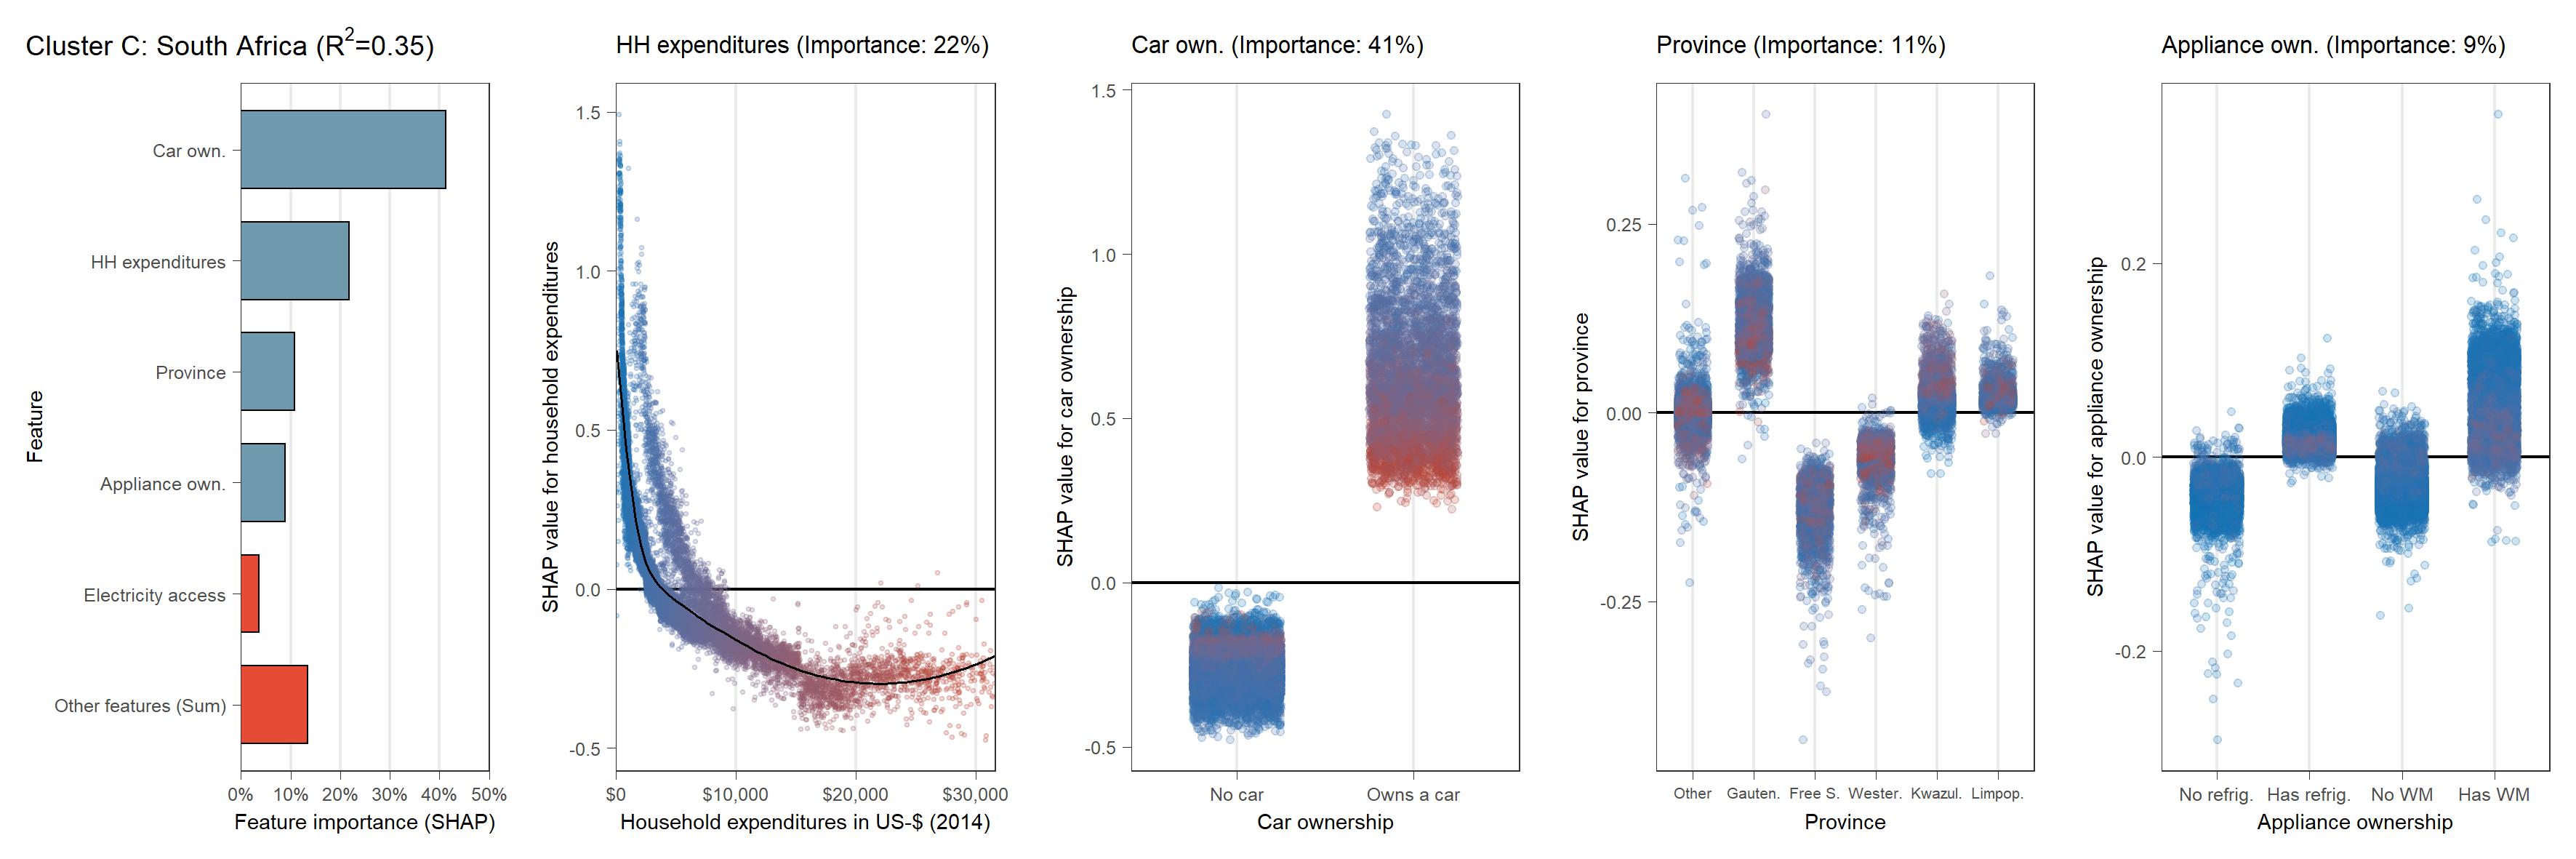 Cluster C: South Africa (R²=0.35)
Feature
Car own.
HH expenditures
Province
Appliance own.
Electricity access
Other features (Sum)
0% 10% 20% 30% 40% 50%
Feature importance (SHAP)
HH expenditures (Importance: 22%)
SHAP value for household expenditures
1.5
1.0
0.5
0.0
-0.5
$0 $10,000 $20,000 $30,000
Household expenditures in US-$ (2014)
Car own. (Importance: 41%)
SHAP value for car ownership
1.5
1.0
0.5
0.0
-0.5
No car Owns a car
Car ownership
Province (Importance: 11%)
SHAP value for province
0.25
0.00
-0.25
Other Gauten. Free S. Wester. Kwazul. Limpop.
Province
Appliance own. (Importance: 9%)
SHAP value for appliance ownership
0.2
0.0
-0.2
No refrig. Has refrig. No WM Has WM
Appliance ownership